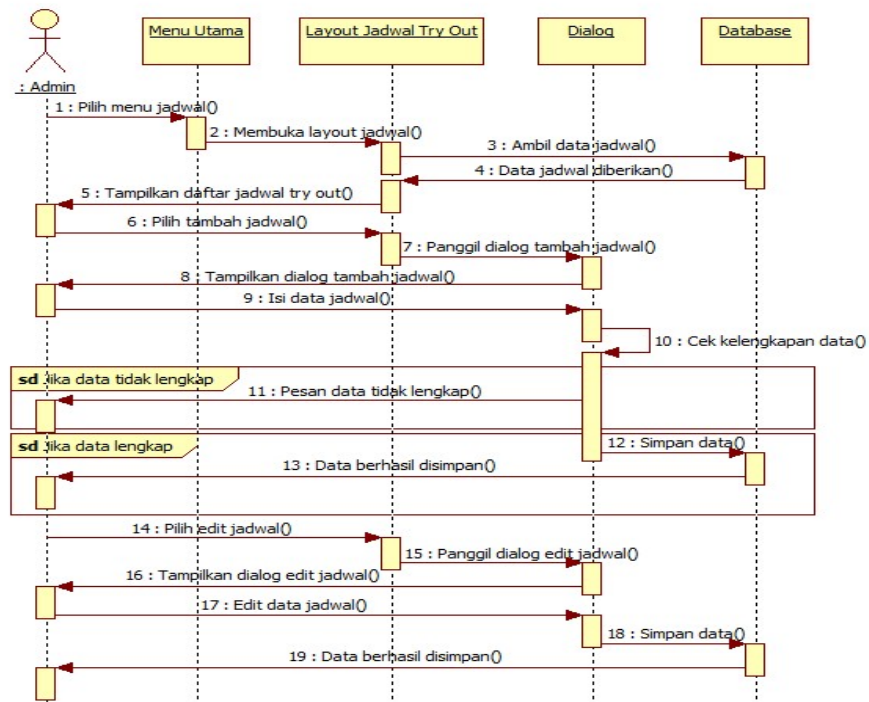 Menu Utama
Layout Jadwal Try Out
Dialog
Database
: Admin
1 : Pilih menu jadwal()
2 : Membuka layout jadwal()
3 : Ambil data jadwal()
4 : Data jadwal diberikan()
5 : Tampilkan daftar jadwal try out()
6 : Pilih tambah jadwal()
7 : Panggil dialog tambah jadwal()
8 : Tampilkan dialog tambah jadwal()
9 : Isi data jadwal()
10 : Cek kelengkapan data()
sd Jika data tidak lengkap
11 : Pesan data tidak lengkap()
sd Jika data lengkap
12 : Simpan data()
13 : Data berhasil disimpan()
14 : Pilih edit jadwal()
15 : Panggil dialog edit jadwal()
16 : Tampilkan dialog edit jadwal()
17 : Edit data jadwal()
18 : Simpan data()
19 : Data berhasil disimpan()